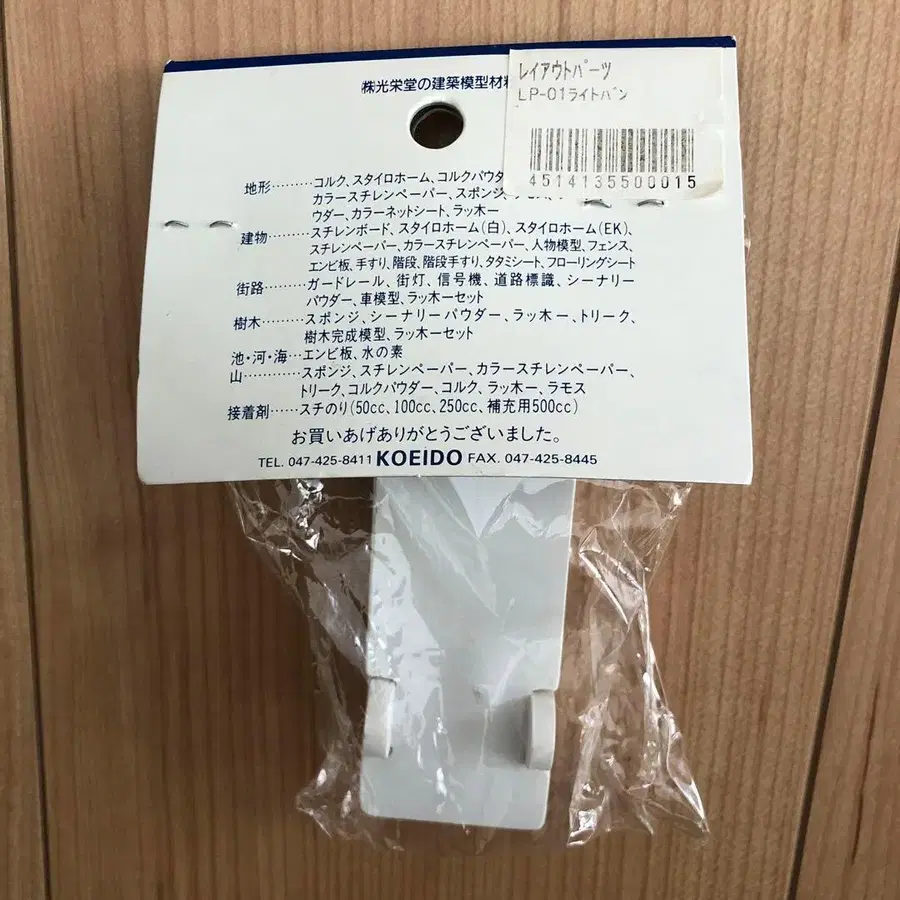 ㈱光栄堂の建築模型材料
レイアウトパーツ
LP-01ライトバン
4514135500015
地形………コルク、スタイロホーム、コルクパウダ
カラースチレンペーパー、スポンジ、
ウダー、カラーネットシート、ラッ木ー
建物………スチレンボード、スタイロホーム(白)、スタイロホーム(EK)、
スチレンペーパー、カラースチレンペーパー、人物模型、フェンス、
エンビ板、手すり、階段、階段手すり、タタミシート、フローリングシート
街路………ガードレール、街灯、信号機、道路標識、シーナリー
パウダー、車模型、ラッ木ーセット
樹木………スポンジ、シーナリーパウダー、ラッ木ー、トリーク、
樹木完成模型、ラッ木ーセット
池・河・海…エンビ板、水の素
山…………スポンジ、スチレンペーパー、カラースチレンペーパー、
トリーク、コルクパウダー、コルク、ラッ木ー、ラモス
接着剤……スチのり(50cc、100cc、250cc、補充用500cc)
お買いあげありがとうございました。
TEL. 047-425-8411 KOEIDO FAX. 047-425-8445